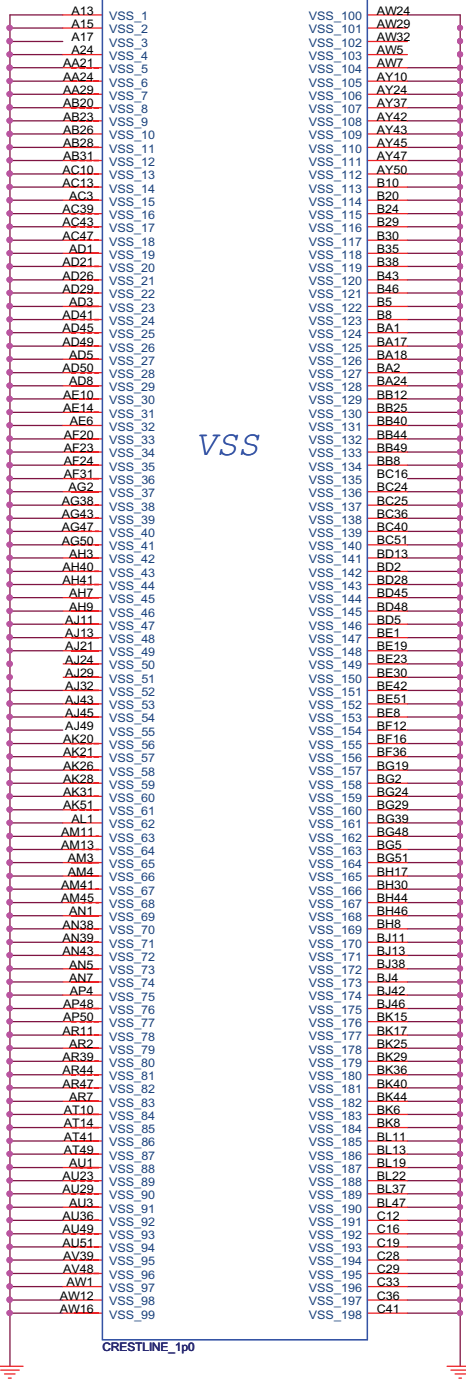 A13 VSS_1 VSS_100 AW24
A15 VSS_2 VSS_101 AW29
A17 VSS_3 VSS_102 AW32
A24 VSS_4 VSS_103 AW5
AA21 VSS_5 VSS_104 AW7
AA24 VSS_6 VSS_105 AY10
AA29 VSS_7 VSS_106 AY24
AB20 VSS_8 VSS_107 AY37
AB23 VSS_9 VSS_108 AY42
AB26 VSS_10 VSS_109 AY43
AB28 VSS_11 VSS_110 AY45
AB31 VSS_12 VSS_111 AY47
AC10 VSS_13 VSS_112 AY50
AC13 VSS_14 VSS_113 B10
AC3 VSS_15 VSS_114 B20
AC39 VSS_16 VSS_115 B24
AC43 VSS_17 VSS_116 B29
AC47 VSS_18 VSS_117 B30
AD1 VSS_19 VSS_118 B35
AD21 VSS_20 VSS_119 B38
AD26 VSS_21 VSS_120 B43
AD29 VSS_22 VSS_121 B46
AD3 VSS_23 VSS_122 B5
AD41 VSS_24 VSS_123 B8
AD45 VSS_25 VSS_124 BA1
AD49 VSS_26 VSS_125 BA17
AD5 VSS_27 VSS_126 BA18
AD50 VSS_28 VSS_127 BA2
AD8 VSS_29 VSS_128 BA24
AE10 VSS_30 VSS_129 BB12
AE14 VSS_31 VSS_130 BB25
AE6 VSS_32 VSS_131 BB40
AF20 VSS_33 VSS_132 BB44
VSS
AF23 VSS_34 VSS_133 BB49
AF24 VSS_35 VSS_134 BB8
AF31 VSS_36 VSS_135 BC16
AG2 VSS_37 VSS_136 BC24
AG38 VSS_38 VSS_137 BC25
AG43 VSS_39 VSS_138 BC36
AG47 VSS_40 VSS_139 BC40
AG50 VSS_41 VSS_140 BC51
AH3 VSS_42 VSS_141 BD13
AH40 VSS_43 VSS_142 BD2
AH41 VSS_44 VSS_143 BD28
AH7 VSS_45 VSS_144 BD45
AH9 VSS_46 VSS_145 BD48
AJ11 VSS_47 VSS_146 BD5
AJ13 VSS_48 VSS_147 BE1
AJ21 VSS_49 VSS_148 BE19
AJ24 VSS_50 VSS_149 BE23
AJ29 VSS_51 VSS_150 BE30
AJ32 VSS_52 VSS_151 BE42
AJ43 VSS_53 VSS_152 BE51
AJ45 VSS_54 VSS_153 BE8
AJ49 VSS_55 VSS_154 BF12
AK20 VSS_56 VSS_155 BF16
AK21 VSS_57 VSS_156 BF36
AK26 VSS_58 VSS_157 BG19
AK28 VSS_59 VSS_158 BG2
AK31 VSS_60 VSS_159 BG24
AK51 VSS_61 VSS_160 BG29
AL1 VSS_62 VSS_161 BG39
AM11 VSS_63 VSS_162 BG48
AM13 VSS_64 VSS_163 BG5
AM3 VSS_65 VSS_164 BG51
AM4 VSS_66 VSS_165 BH17
AM41 VSS_67 VSS_166 BH30
AM45 VSS_68 VSS_167 BH44
AN1 VSS_69 VSS_168 BH46
AN38 VSS_70 VSS_169 BH8
AN39 VSS_71 VSS_170 BJ11
AN43 VSS_72 VSS_171 BJ13
AN5 VSS_73 VSS_172 BJ38
AN7 VSS_74 VSS_173 BJ4
AP4 VSS_75 VSS_174 BJ42
AP48 VSS_76 VSS_175 BJ46
AP50 VSS_77 VSS_176 BK15
AR11 VSS_78 VSS_177 BK17
AR2 VSS_79 VSS_178 BK25
AR39 VSS_80 VSS_179 BK29
AR44 VSS_81 VSS_180 BK36
AR47 VSS_82 VSS_181 BK40
AR7 VSS_83 VSS_182 BK44
AT10 VSS_84 VSS_183 BK6
AT14 VSS_85 VSS_184 BK8
AT41 VSS_86 VSS_185 BL11
AT49 VSS_87 VSS_186 BL13
AU1 VSS_88 VSS_187 BL19
AU23 VSS_89 VSS_188 BL22
AU29 VSS_90 VSS_189 BL37
AU3 VSS_91 VSS_190 BL47
AU36 VSS_92 VSS_191 C12
AU49 VSS_93 VSS_192 C16
AU51 VSS_94 VSS_193 C19
AV39 VSS_95 VSS_194 C28
AV48 VSS_96 VSS_195 C29
AW1 VSS_97 VSS_196 C33
AW12 VSS_98 VSS_197 C36
AW16 VSS_99 VSS_198 C41
CRESTLINE_1p0